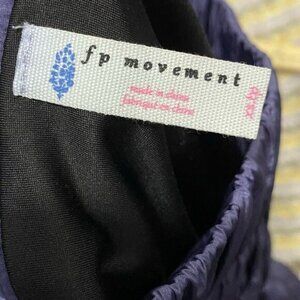 fp movement
made in china
fabriqué en chine